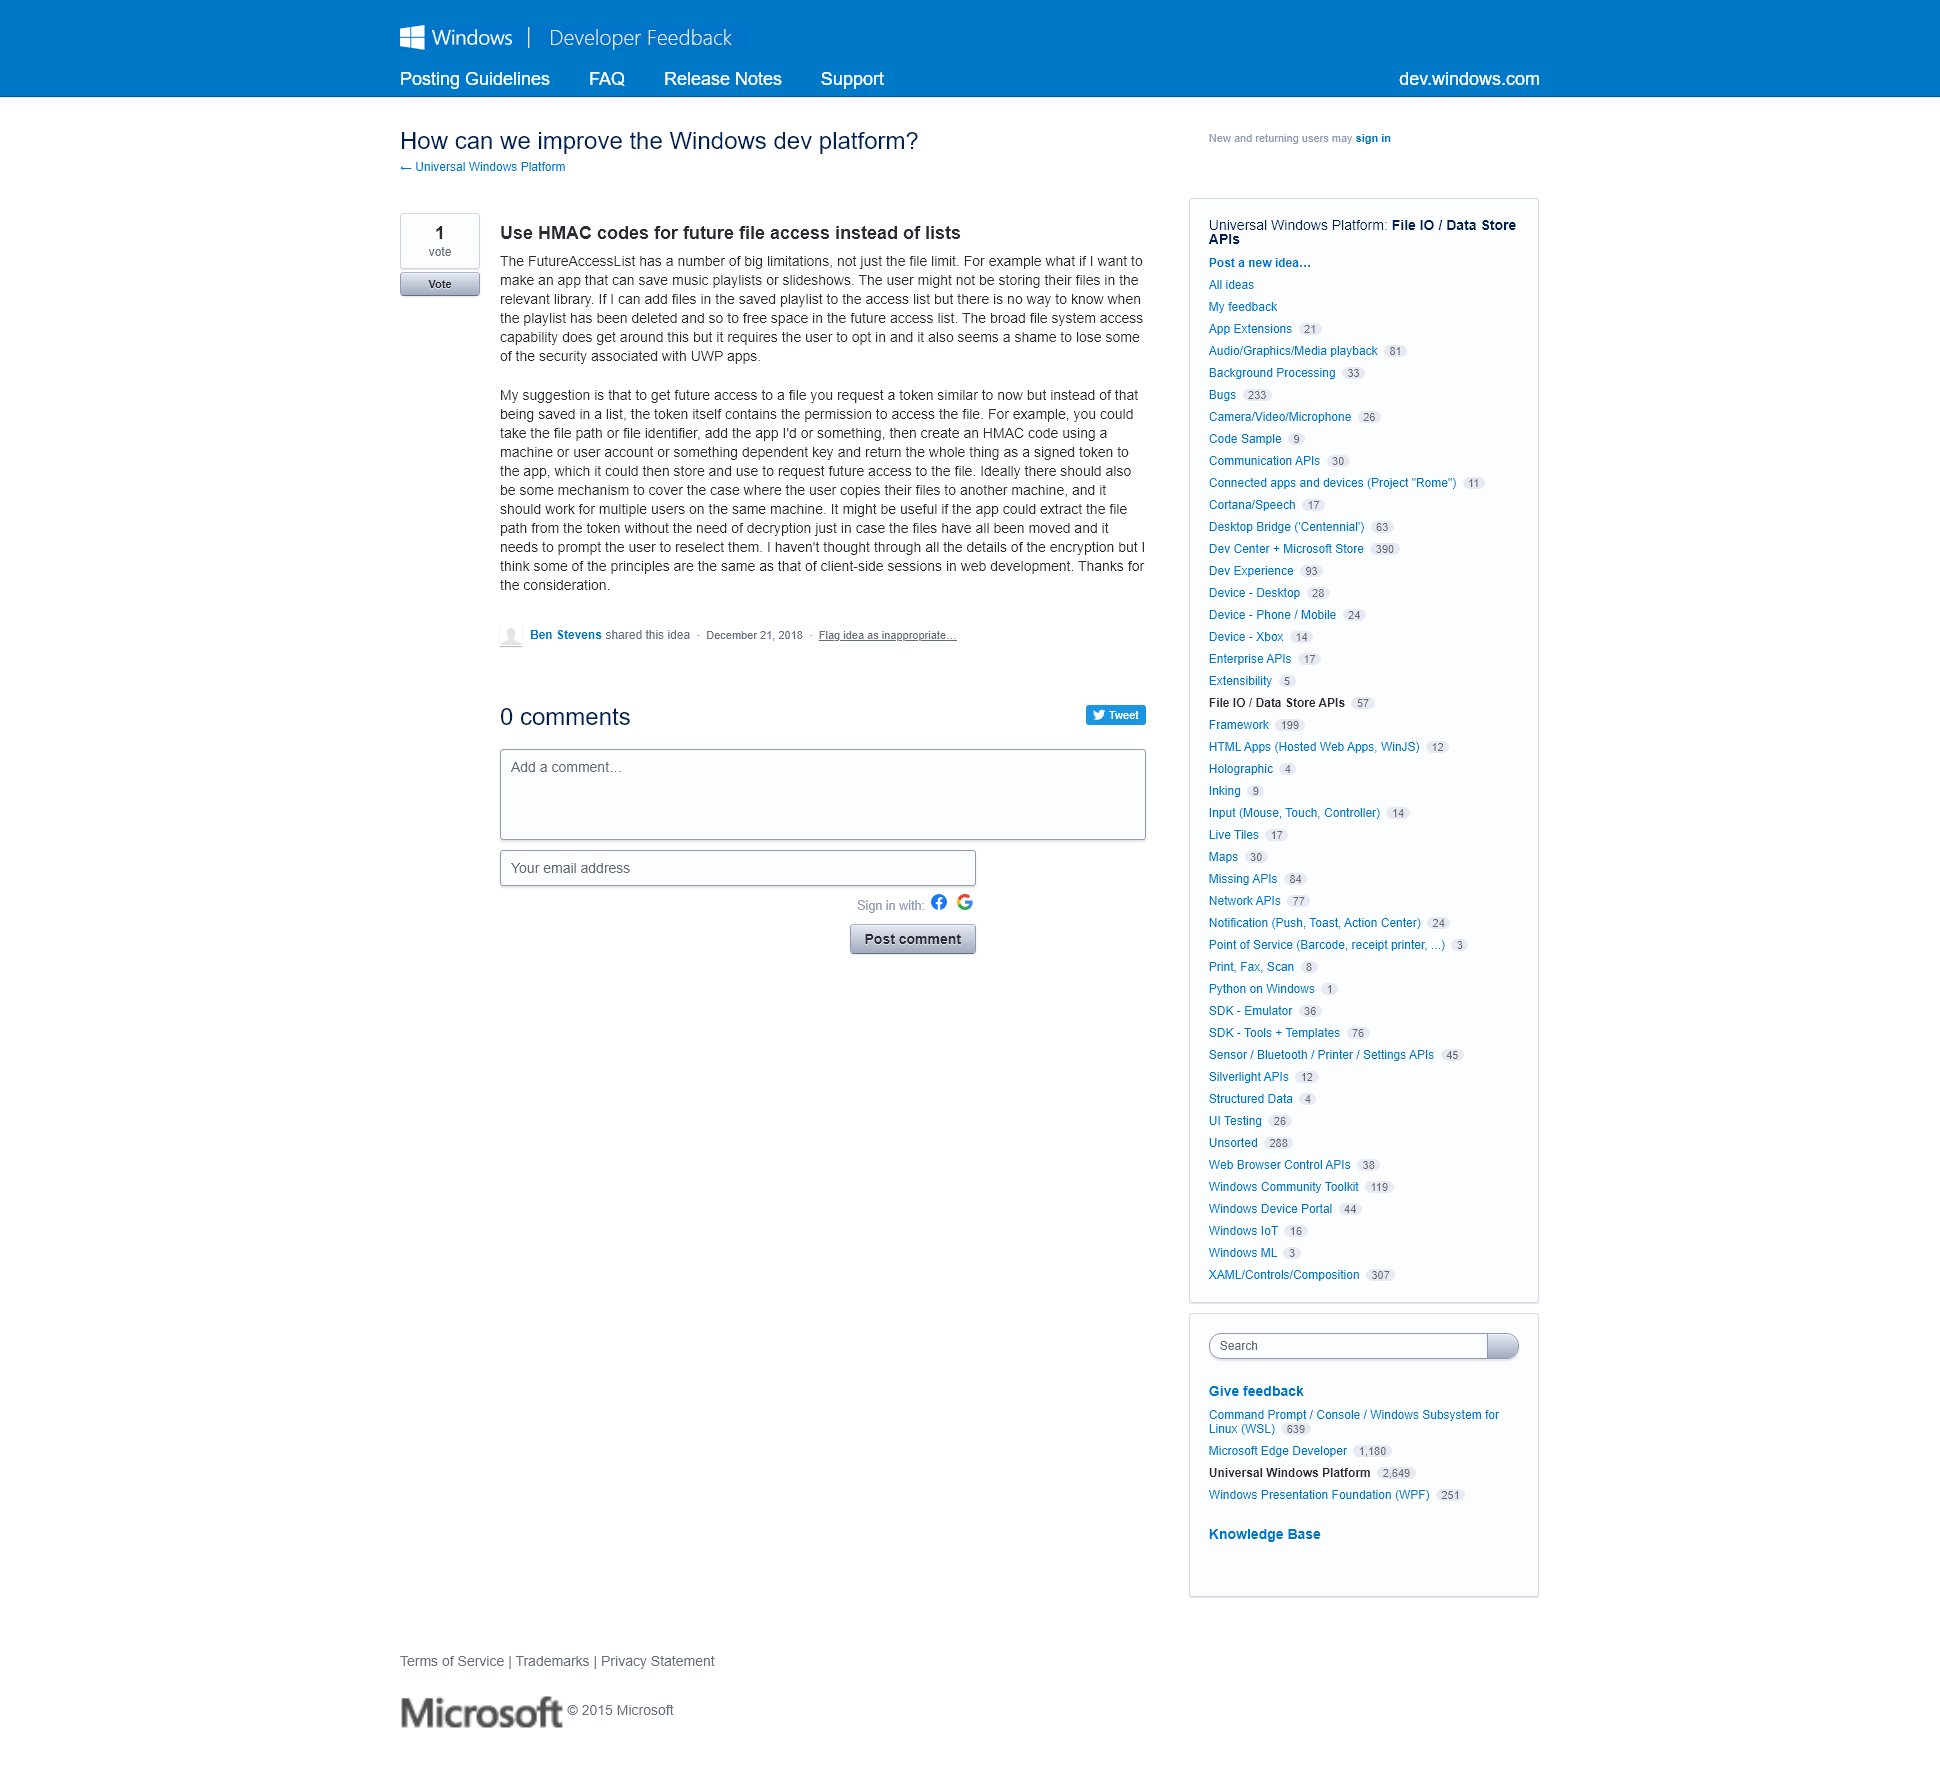 Windows | Developer Feedback
Posting Guidelines FAQ Release Notes Support dev.windows.com
How can we improve the Windows dev platform?
← Universal Windows Platform
New and returning users may sign in
1
vote
Vote
Use HMAC codes for future file access instead of lists
The FutureAccessList has a number of big limitations, not just the file limit. For example what if I want to
make an app that can save music playlists or slideshows. The user might not be storing their files in the
relevant library. If I can add files in the saved playlist to the access list but there is no way to know when
the playlist has been deleted and so to free space in the future access list. The broad file system access
capability does get around this but it requires the user to opt in and it also seems a shame to lose some
of the security associated with UWP apps.
My suggestion is that to get future access to a file you request a token similar to now but instead of that
being saved in a list, the token itself contains the permission to access the file. For example, you could
take the file path or file identifier, add the app I'd or something, then create an HMAC code using a
machine or user account or something dependent key and return the whole thing as a signed token to
the app, which it could then store and use to request future access to the file. Ideally there should also
be some mechanism to cover the case where the user copies their files to another machine, and it
should work for multiple users on the same machine. It might be useful if the app could extract the file
path from the token without the need of decryption just in case the files have all been moved and it
needs to prompt the user to reselect them. I haven't thought through all the details of the encryption but I
think some of the principles are the same as that of client-side sessions in web development. Thanks for
the consideration.
Ben Stevens shared this idea · December 21, 2018 · Flag idea as inappropriate…
0 comments
Tweet
Add a comment…
Your email address
Sign in with:
Post comment
Universal Windows Platform: File IO / Data Store
APIs
Post a new idea…
All ideas
My feedback
App Extensions 21
Audio/Graphics/Media playback 81
Background Processing 33
Bugs 233
Camera/Video/Microphone 26
Code Sample 9
Communication APIs 30
Connected apps and devices (Project "Rome") 11
Cortana/Speech 17
Desktop Bridge ('Centennial') 63
Dev Center + Microsoft Store 390
Dev Experience 93
Device - Desktop 28
Device - Phone / Mobile 24
Device - Xbox 14
Enterprise APIs 17
Extensibility 5
File IO / Data Store APIs 57
Framework 199
HTML Apps (Hosted Web Apps, WinJS) 12
Holographic 4
Inking 9
Input (Mouse, Touch, Controller) 14
Live Tiles 17
Maps 30
Missing APIs 84
Network APIs 77
Notification (Push, Toast, Action Center) 24
Point of Service (Barcode, receipt printer, ...) 3
Print, Fax, Scan 8
Python on Windows 1
SDK - Emulator 36
SDK - Tools + Templates 76
Sensor / Bluetooth / Printer / Settings APIs 45
Silverlight APIs 12
Structured Data 4
UI Testing 26
Unsorted 288
Web Browser Control APIs 38
Windows Community Toolkit 119
Windows Device Portal 44
Windows IoT 16
Windows ML 3
XAML/Controls/Composition 307
Search
Give feedback
Command Prompt / Console / Windows Subsystem for
Linux (WSL) 639
Microsoft Edge Developer 1,180
Universal Windows Platform 2,649
Windows Presentation Foundation (WPF) 251
Knowledge Base
Terms of Service | Trademarks | Privacy Statement
Microsoft © 2015 Microsoft